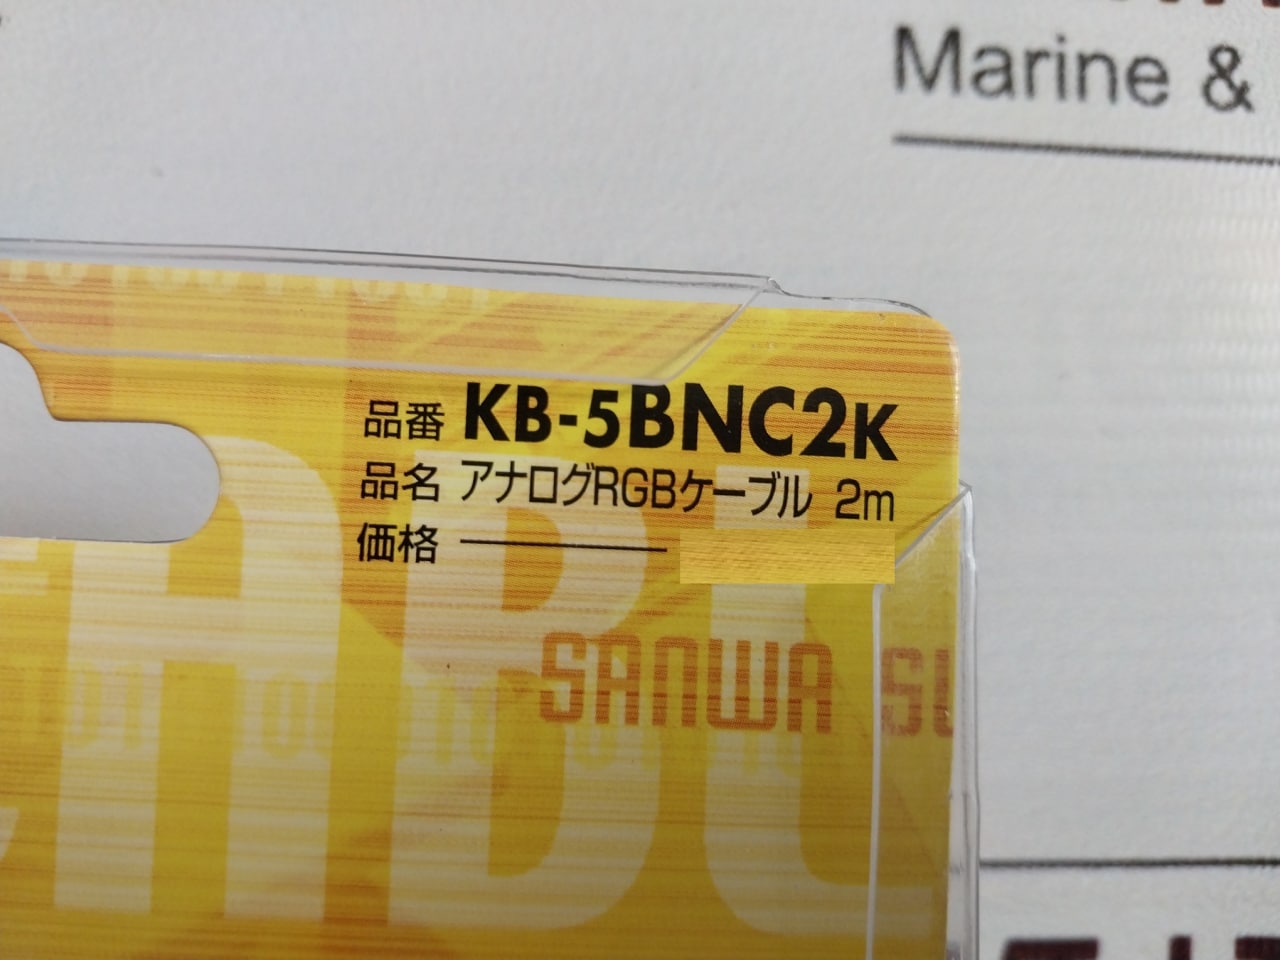 Marine &
品番 KB-5BNC2K
品名 アナログRGBケーブル 2m
価格
SANWA SU